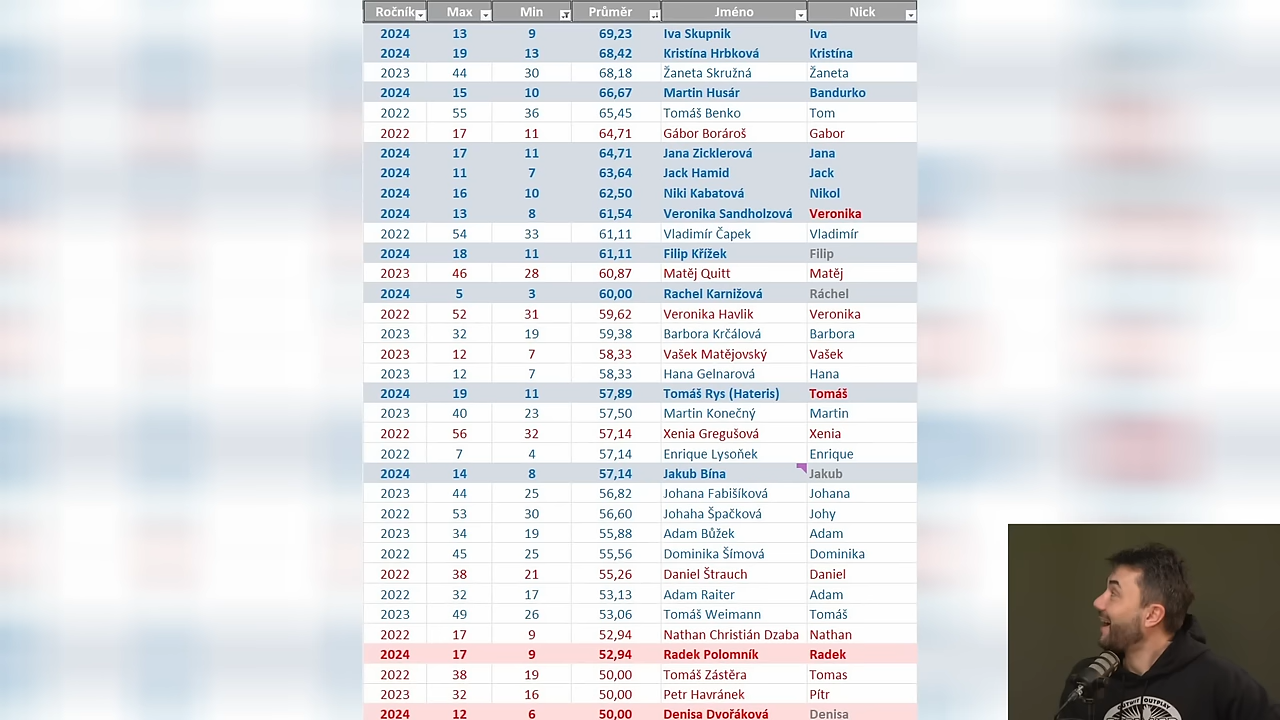 Ročník Max Min Průměr Jméno Nick
2024 13 9 69,23 Iva Skupnik Iva
2024 19 13 68,42 Kristína Hrbková Kristína
2023 44 30 68,18 Žaneta Skružná Žaneta
2024 15 10 66,67 Martin Husár Bandurko
2022 55 36 65,45 Tomáš Benko Tom
2022 17 11 64,71 Gábor Boráros̆ Gabor
2024 17 11 64,71 Jana Zicklerová Jana
2024 11 7 63,64 Jack Hamid Jack
2024 16 10 62,50 Niki Kabatová Nikol
2024 13 8 61,54 Veronika Sandholzová Veronika
2022 54 33 61,11 Vladimír Čapek Vladimír
2024 18 11 61,11 Filip Křížek Filip
2023 46 28 60,87 Matěj Quitt Matěj
2024 5 3 60,00 Rachel Karnižová Ráchel
2022 52 31 59,62 Veronika Havlik Veronika
2023 32 19 59,38 Barbora Krčálová Barbora
2023 12 7 58,33 Vašek Matějovský Vašek
2023 12 7 58,33 Hana Gelnarová Hana
2024 19 11 57,89 Tomáš Rys (Hateris) Tomáš
2023 40 23 57,50 Martin Konečný Martin
2022 56 32 57,14 Xenia Gregušová Xenia
2022 7 4 57,14 Enrique Lysoňek Enrique
2024 14 8 57,14 Jakub Bína Jakub
2023 44 25 56,82 Johana Fabišíková Johana
2022 53 30 56,60 Johaha Špačková Johy
2023 34 19 55,88 Adam Bůžek Adam
2022 45 25 55,56 Dominika Šímová Dominika
2022 38 21 55,26 Daniel Štrauch Daniel
2022 32 17 53,13 Adam Raiter Adam
2023 49 26 53,06 Tomáš Weimann Tomáš
2022 17 9 52,94 Nathan Christián Dzaba Nathan
2024 17 9 52,94 Radek Polomník Radek
2022 38 19 50,00 Tomáš Zástěra Tomas
2023 32 16 50,00 Petr Havránek Pítr
2024 12 6 50,00 Denisa Dvořáková Denisa
OUTWIT OUTPLAY